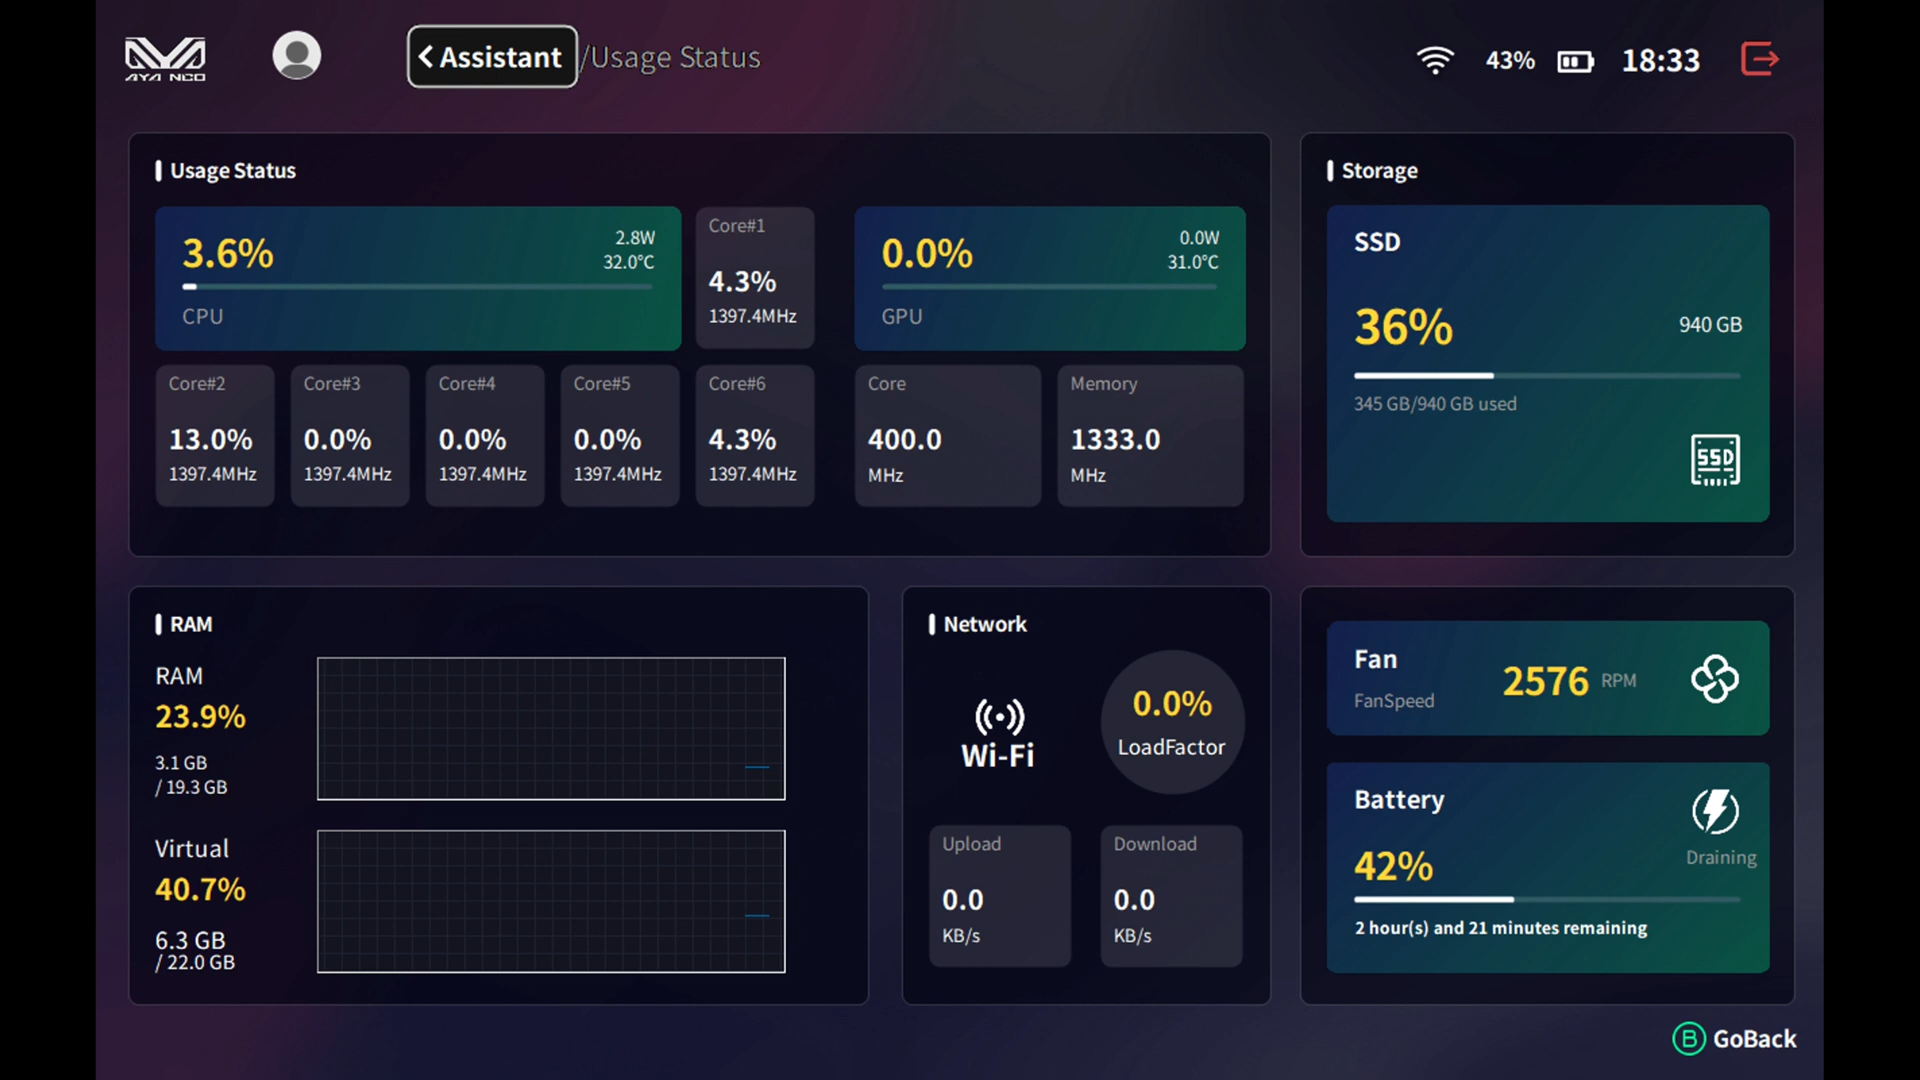 AYA NEO
Assistant
/Usage Status
43%
18:33
Usage Status
3.6%
2.8W
32.0°C
CPU
Core#1
4.3%
1397.4MHz
0.0%
0.0W
31.0°C
GPU
Core#2
13.0%
1397.4MHz
Core#3
0.0%
1397.4MHz
Core#4
0.0%
1397.4MHz
Core#5
0.0%
1397.4MHz
Core#6
4.3%
1397.4MHz
Core
400.0
MHz
Memory
1333.0
MHz
Storage
SSD
36%
940 GB
345 GB/940 GB used
SSD
RAM
RAM
23.9%
3.1 GB
/ 19.3 GB
Virtual
40.7%
6.3 GB
/ 22.0 GB
Network
Wi-Fi
0.0%
LoadFactor
Upload
0.0
KB/s
Download
0.0
KB/s
Fan
FanSpeed
2576 RPM
Battery
42%
Draining
2 hour(s) and 21 minutes remaining
B GoBack